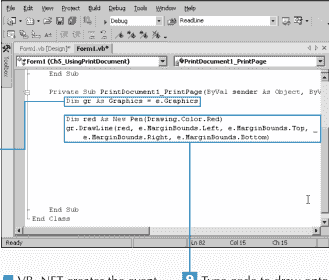 File Edit View Project Build Debug Tools Window Help
Debug ReadLine
Form1.vb [Design]* Form1.vb*
Toolbox
Form1 (Ch5_UsingPrintDocument) PrintDocument1_PrintPage
End Sub
Private Sub PrintDocument1_PrintPage(ByVal sender As Object, ByV
Dim gr As Graphics = e.Graphics
Dim red As New Pen(Drawing.Color.Red)
gr.DrawLine(red, e.MarginBounds.Left, e.MarginBounds.Top, _
e.MarginBounds.Right, e.MarginBounds.Bottom)
End Sub
End Class
Ready Ln 82 Col 15 Ch 15
VB .NET creates the event 9 Type code to draw onto